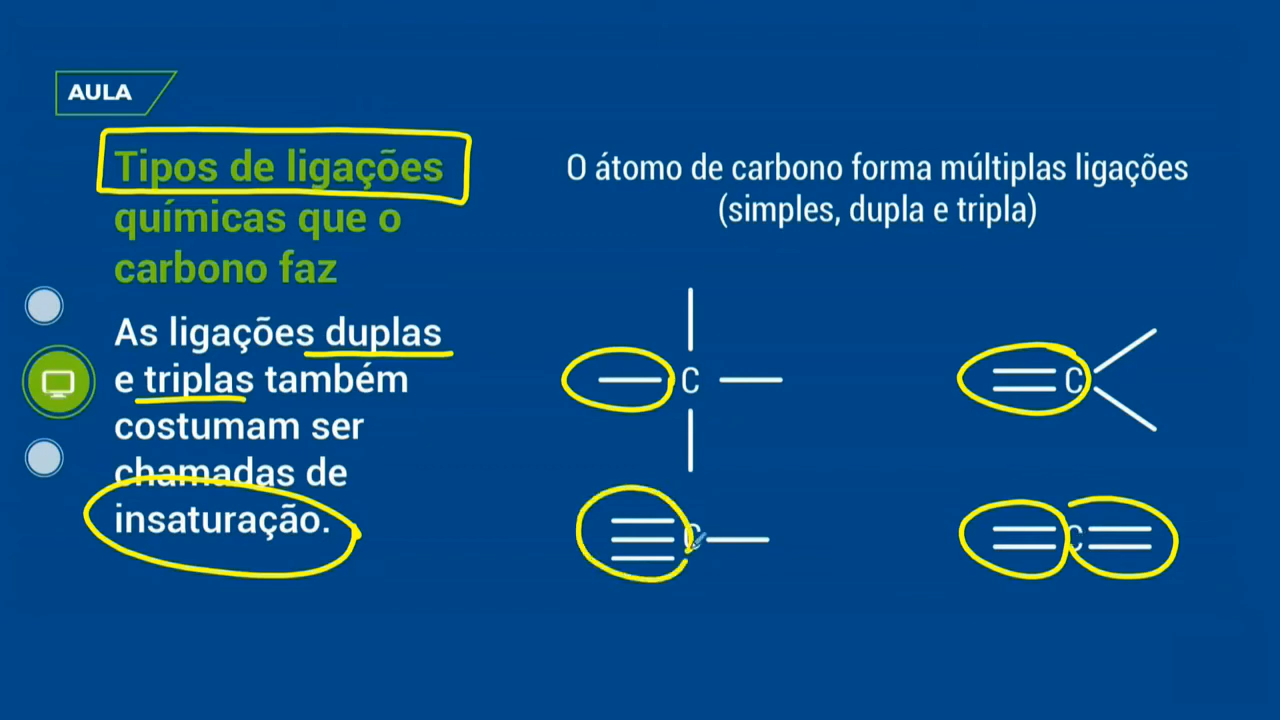 AULA
Tipos de ligações
químicas que o
carbono faz
As ligações duplas
e triplas também
costumam ser
chamadas de
insaturação.
O átomo de carbono forma múltiplas ligações
(simples, dupla e tripla)
C
C
C
C